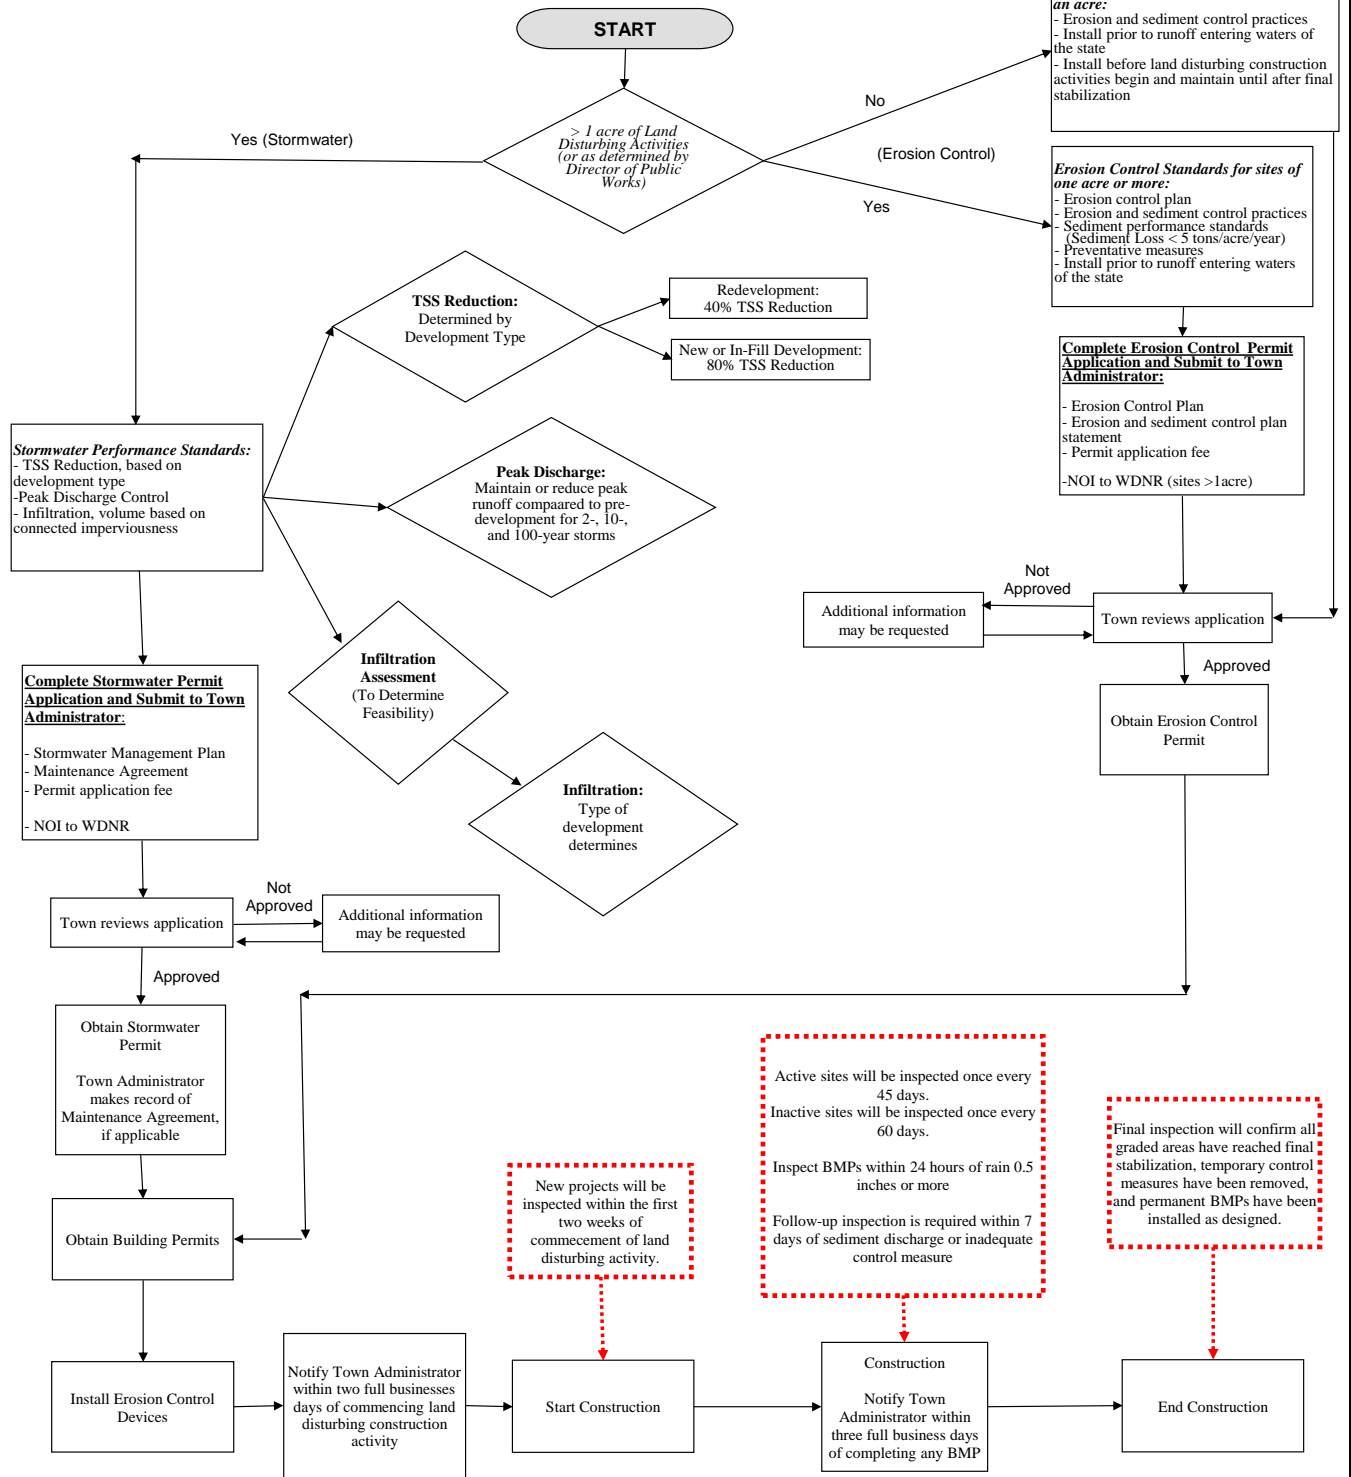 START
an acre:
- Erosion and sediment control practices
- Install prior to runoff entering waters of
the state
- Install before land disturbing construction
activities begin and maintain until after final
stabilization
No
> 1 acre of Land
Disturbing Activities
(or as determined by
Director of Public
Works)
Yes (Stormwater)
(Erosion Control)
Yes
Erosion Control Standards for sites of
one acre or more:
- Erosion control plan
- Erosion and sediment control practices
- Sediment performance standards
(Sediment Loss < 5 tons/acre/year)
- Preventative measures
- Install prior to runoff entering waters
of the state
TSS Reduction:
Determined by
Development Type
Redevelopment:
40% TSS Reduction
New or In-Fill Development:
80% TSS Reduction
Complete Erosion Control Permit
Application and Submit to Town
Administrator:
- Erosion Control Plan
- Erosion and sediment control plan
statement
- Permit application fee
-NOI to WDNR (sites >1acre)
Stormwater Performance Standards:
- TSS Reduction, based on
development type
-Peak Discharge Control
- Infiltration, volume based on
connected imperviousness
Peak Discharge:
Maintain or reduce peak
runoff compaared to pre-
development for 2-, 10-,
and 100-year storms
Not
Approved
Additional information
may be requested
Town reviews application
Approved
Infiltration
Assessment
(To Determine
Feasibility)
Complete Stormwater Permit
Application and Submit to Town
Administrator:
- Stormwater Management Plan
- Maintenance Agreement
- Permit application fee
- NOI to WDNR
Obtain Erosion Control
Permit
Infiltration:
Type of
development
determines
Not
Approved
Town reviews application
Additional information
may be requested
Approved
Obtain Stormwater
Permit
Town Administrator
makes record of
Maintenance Agreement,
if applicable
Active sites will be inspected once every
45 days.
Inactive sites will be inspected once every
60 days.
Inspect BMPs within 24 hours of rain 0.5
inches or more
Follow-up inspection is required within 7
days of sediment discharge or inadequate
control measure
Final inspection will confirm all
graded areas have reached final
stabilization, temporary control
measures have been removed,
and permanent BMPs have been
installed as designed.
New projects will be
inspected within the first
two weeks of
commecement of land
disturbing activity.
Obtain Building Permits
Install Erosion Control
Devices
Notify Town Administrator
within two full businesses
days of commencing land
disturbing construction
activity
Start Construction
Construction
Notify Town
Administrator within
three full business days
of completing any BMP
End Construction